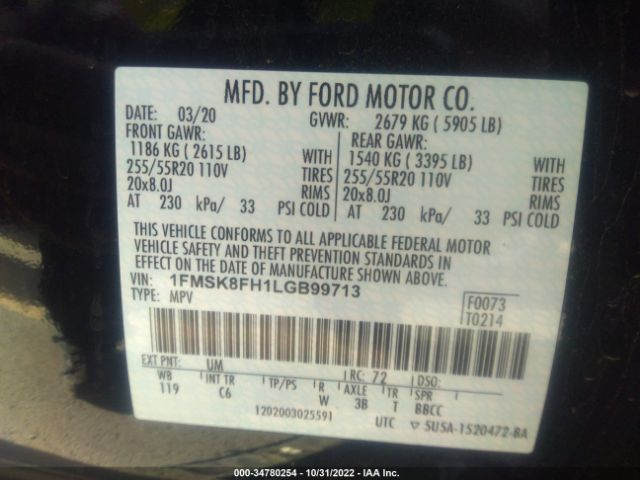 MFD. BY FORD MOTOR CO.
DATE: 03/20 GVWR: 2679 KG ( 5905 LB)
FRONT GAWR: REAR GAWR:
1186 KG ( 2615 LB) WITH 1540 KG ( 3395 LB) WITH
255/55R20 110V TIRES 255/55R20 110V TIRES
20x8.0J RIMS 20x8.0J RIMS
AT 230 kPa/ 33 PSI COLD AT 230 kPa/ 33 PSI COLD
THIS VEHICLE CONFORMS TO ALL APPLICABLE FEDERAL MOTOR
VEHICLE SAFETY AND THEFT PREVENTION STANDARDS IN
EFFECT ON THE DATE OF MANUFACTURE SHOWN ABOVE.
VIN: 1FMSK8FH1LGB99713
TYPE: MPV
F0073
T0214
EXT PNT: UM RC: 72 DSO:
WB INT TR TP/PS R AXLE TR SPR
119 C6 W 3B T BBCC
1202003025591 UTC ▽ SU5A-1520472-BA
000-34780254 - 10/31/2022 - IAA Inc.